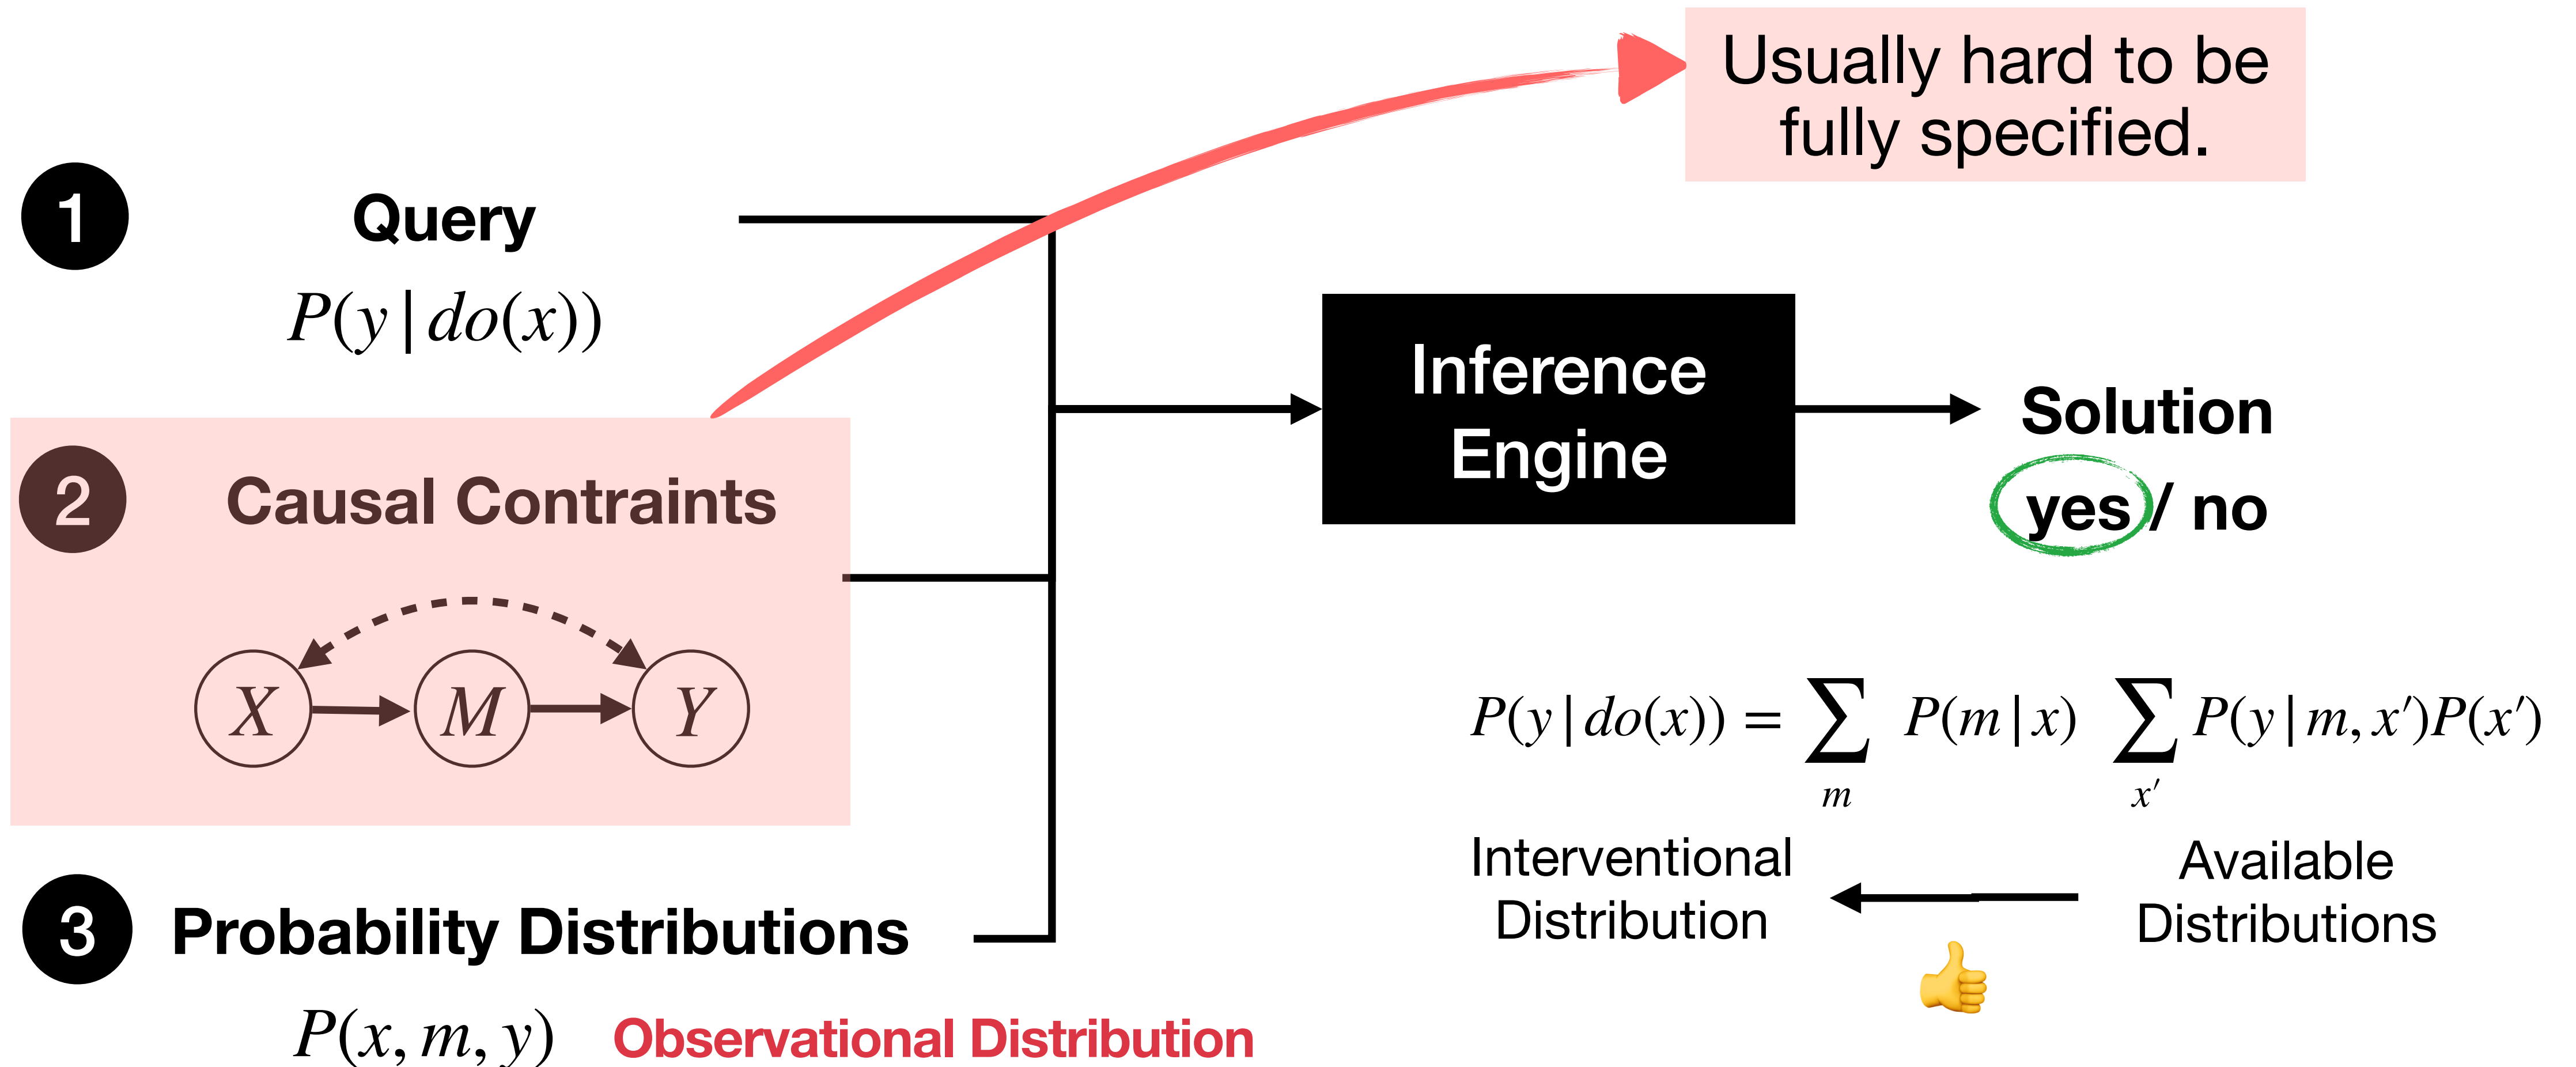 Usually hard to be
fully specified.
1 Query
P(y | do(x))
2 Causal Contraints
X M Y
3 Probability Distributions
P(x, m, y) Observational Distribution
Inference
Engine
Solution
yes / no
P(y | do(x)) = ∑ P(m | x) ∑ P(y | m, x′)P(x′)
m x′
Interventional
Distribution
Available
Distributions